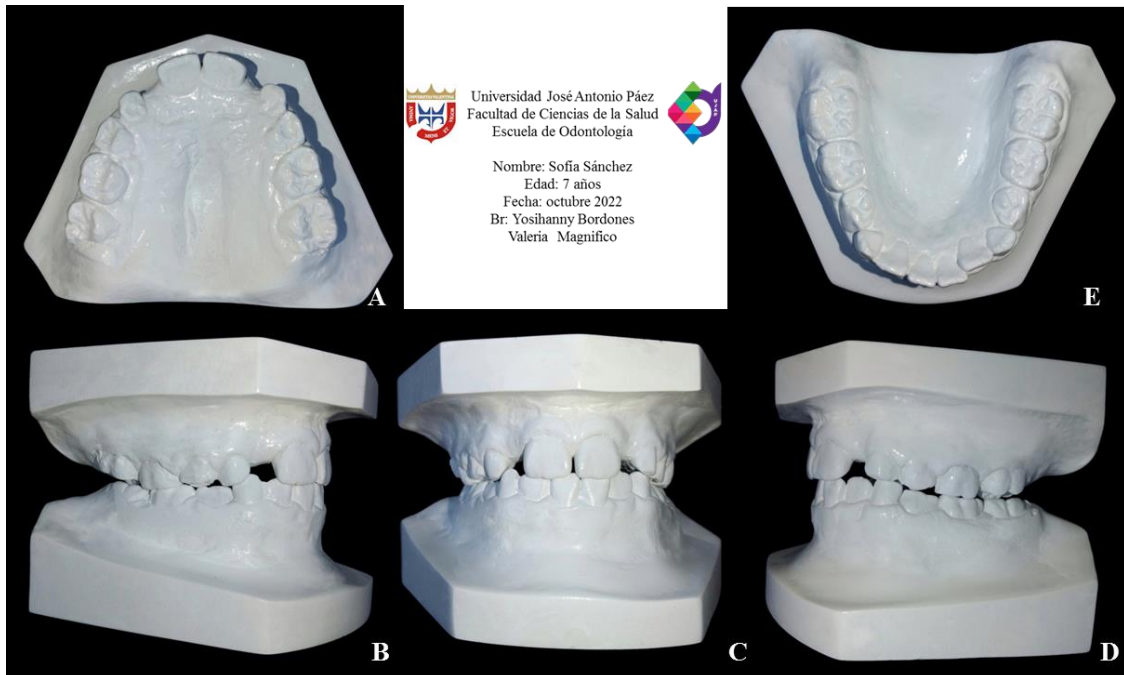 Universidad José Antonio Páez
Facultad de Ciencias de la Salud
Escuela de Odontología
Nombre: Sofía Sánchez
Edad: 7 años
Fecha: octubre 2022
Br: Yosihanny Bordones
Valeria Magnifico
A
E
B
C
D